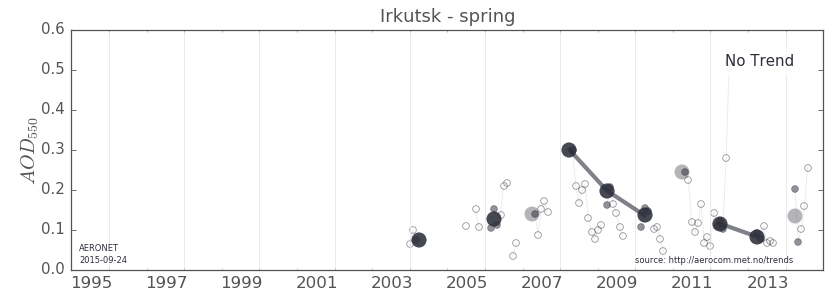 Irkutsk - spring
0.6
0.5
0.4
0.3
0.2
0.1
0.0
AOD550
No Trend
AERONET
2015-09-24
source: http://aerocom.met.no/trends
1995 1997 1999 2001 2003 2005 2007 2009 2011 2013